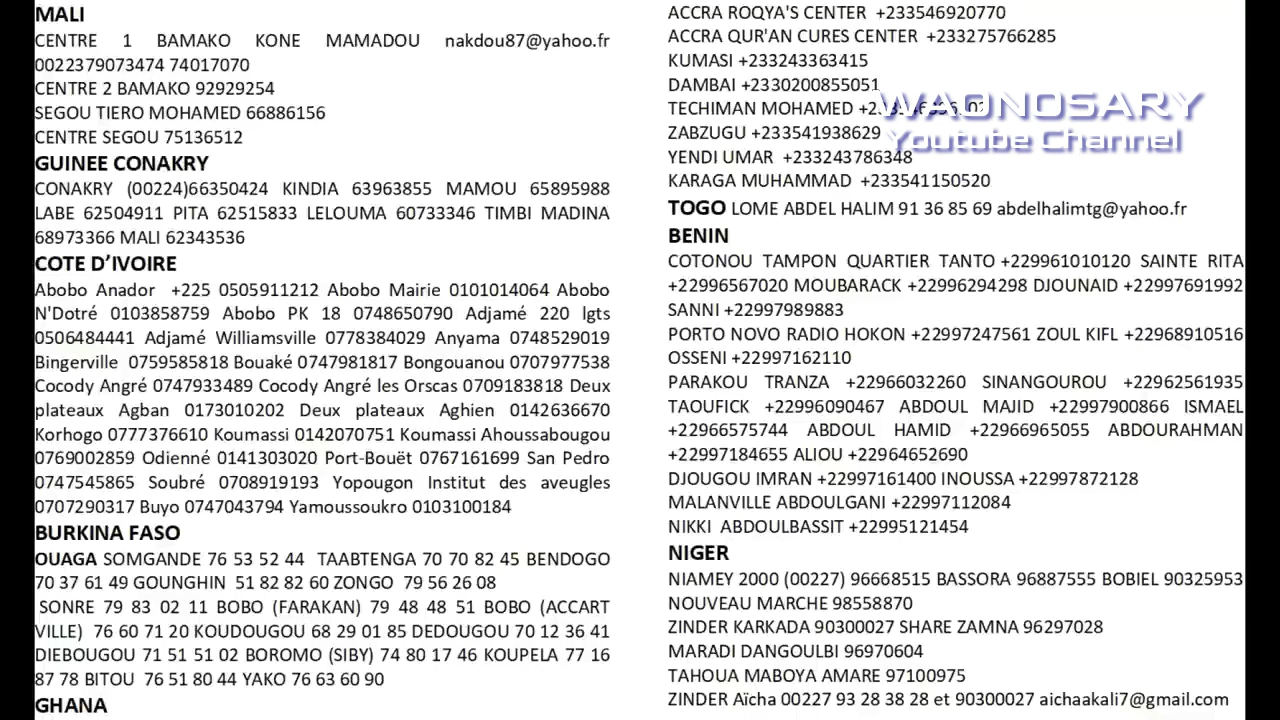 MALI
CENTRE 1 BAMAKO KONE MAMADOU nakdou87@yahoo.fr
0022379073474 74017070
CENTRE 2 BAMAKO 92929254
SEGOU TIERO MOHAMED 66886156
CENTRE SEGOU 75136512
GUINEE CONAKRY
CONAKRY (00224)66350424 KINDIA 63963855 MAMOU 65895988
LABE 62504911 PITA 62515833 LELOUMA 60733346 TIMBI MADINA
68973366 MALI 62343536
COTE D’IVOIRE
Abobo Anador +225 0505911212 Abobo Mairie 0101014064 Abobo
N'Dotré 0103858759 Abobo PK 18 0748650790 Adjamé 220 lgts
0506484441 Adjamé Williamsville 0778384029 Anyama 0748529019
Bingerville 0759585818 Bouaké 0747981817 Bongouanou 0707977538
Cocody Angré 0747933489 Cocody Angré les Orscas 0709183818 Deux
plateaux Agban 0173010202 Deux plateaux Aghien 0142636670
Korhogo 0777376610 Koumassi 0142070751 Koumassi Ahoussabougou
0769002859 Odienné 0141303020 Port-Bouët 0767161699 San Pedro
0747545865 Soubré 0708919193 Yopougon Institut des aveugles
0707290317 Buyo 0747043794 Yamoussoukro 0103100184
BURKINA FASO
OUAGA SOMGANDE 76 53 52 44 TAABTENGA 70 70 82 45 BENDOGO
70 37 61 49 GOUNGHIN 51 82 82 60 ZONGO 79 56 26 08
SONRE 79 83 02 11 BOBO (FARAKAN) 79 48 48 51 BOBO (ACCART
VILLE) 76 60 71 20 KOUDOUGOU 68 29 01 85 DEDOUGOU 70 12 36 41
DIEBOUGOU 71 51 51 02 BOROMO (SIBY) 74 80 17 46 KOUPELA 77 16
87 78 BITOU 76 51 80 44 YAKO 76 63 60 90
GHANA
ACCRA ROQYA'S CENTER +233546920770
ACCRA QUR'AN CURES CENTER +233275766285
KUMASI +233243363415
DAMBAI +2330200855051
TECHIMAN MOHAMED
ZABZUGU +233541938629
YENDI UMAR +233243786348
KARAGA MUHAMMAD +233541150520
TOGO LOME ABDEL HALIM 91 36 85 69 abdelhalimtg@yahoo.fr
BENIN
COTONOU TAMPON QUARTIER TANTO +229961010120 SAINTE RITA
+22996567020 MOUBARACK +22996294298 DJOUNAID +22997691992
SANNI +22997989883
PORTO NOVO RADIO HOKON +22997247561 ZOUL KIFL +22968910516
OSSENI +22997162110
PARAKOU TRANZA +22966032260 SINANGOUROU +22962561935
TAOUFICK +22996090467 ABDOUL MAJID +22997900866 ISMAEL
+22966575744 ABDOUL HAMID +22966965055 ABDOURAHMAN
+22997184655 ALIOU +22964652690
DJOUGOU IMRAN +22997161400 INOUSSA +22997872128
MALANVILLE ABDOULGANI +22997112084
NIKKI ABDOULBASSIT +22995121454
NIGER
NIAMEY 2000 (00227) 96668515 BASSORA 96887555 BOBIEL 90325953
NOUVEAU MARCHE 98558870
ZINDER KARKADA 90300027 SHARE ZAMNA 96297028
MARADI DANGOULBI 96970604
TAHOUA MABOYA AMARE 97100975
ZINDER Aïcha 00227 93 28 38 28 et 90300027 aichaakali7@gmail.com
WAONOSARY
Youtube Channel